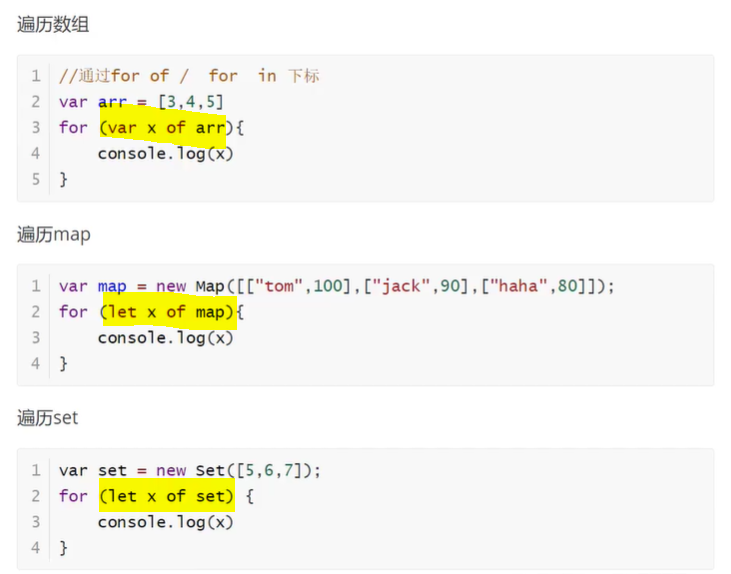 遍历数组
1 //通过for of /  for  in 下标
2 var arr = [3,4,5]
3 for (var x of arr){
4     console.log(x)
5 }
遍历map
1 var map = new Map([["tom",100],["jack",90],["haha",80]]);
2 for (let x of map){
3     console.log(x)
4 }
遍历set
1 var set = new Set([5,6,7]);
2 for (let x of set) {
3     console.log(x)
4 }